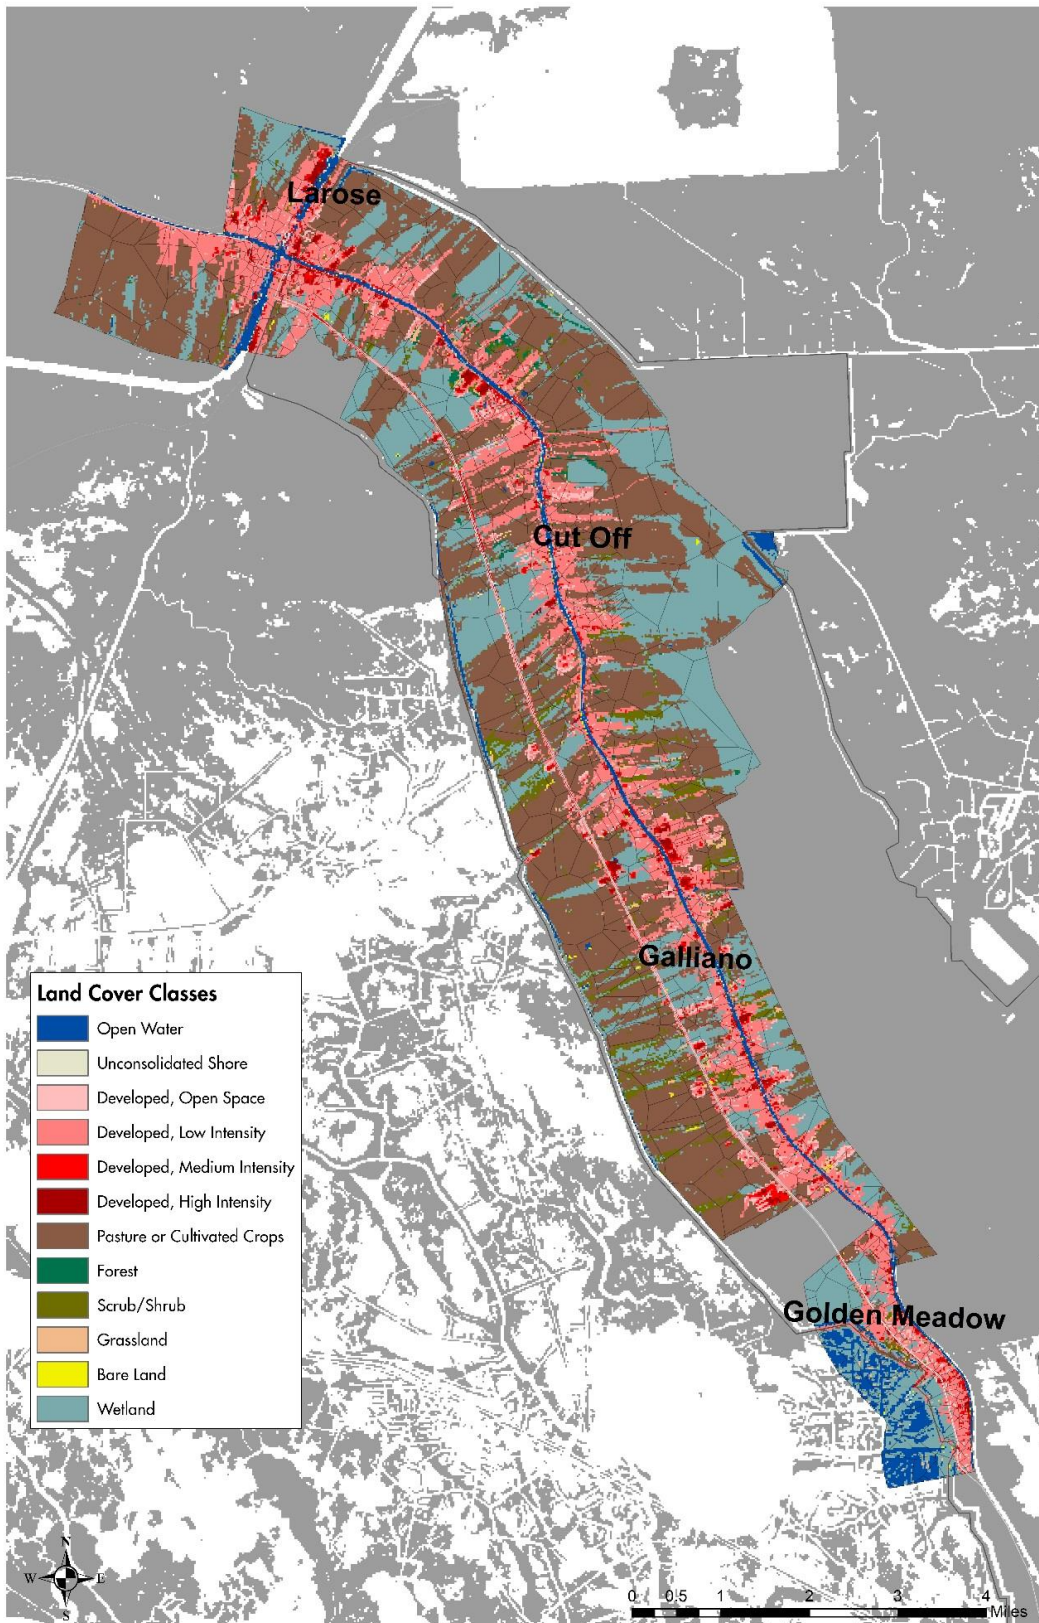 Larose
Cut Off
Galliano
Golden Meadow
Land Cover Classes
Open Water
Unconsolidated Shore
Developed, Open Space
Developed, Low Intensity
Developed, Medium Intensity
Developed, High Intensity
Pasture or Cultivated Crops
Forest
Scrub/Shrub
Grassland
Bare Land
Wetland
N
W E
S
0 0.5 1 2 3 4
Miles